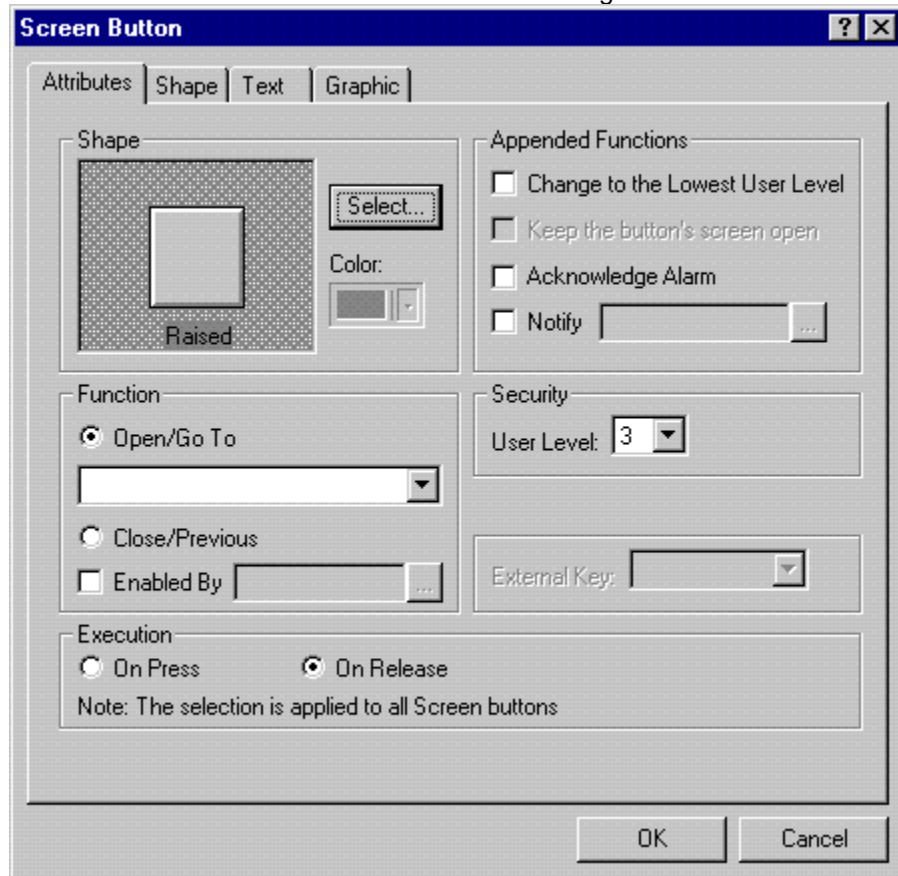 Screen Button
Attributes Shape Text Graphic
Shape
Select...
Color:
Raised
Appended Functions
Change to the Lowest User Level
Keep the button's screen open
Acknowledge Alarm
Notify ...
Function
Open/Go To
Close/Previous
Enabled By ...
Security
User Level: 3
External Key:
Execution
On Press On Release
Note: The selection is applied to all Screen buttons
OK Cancel